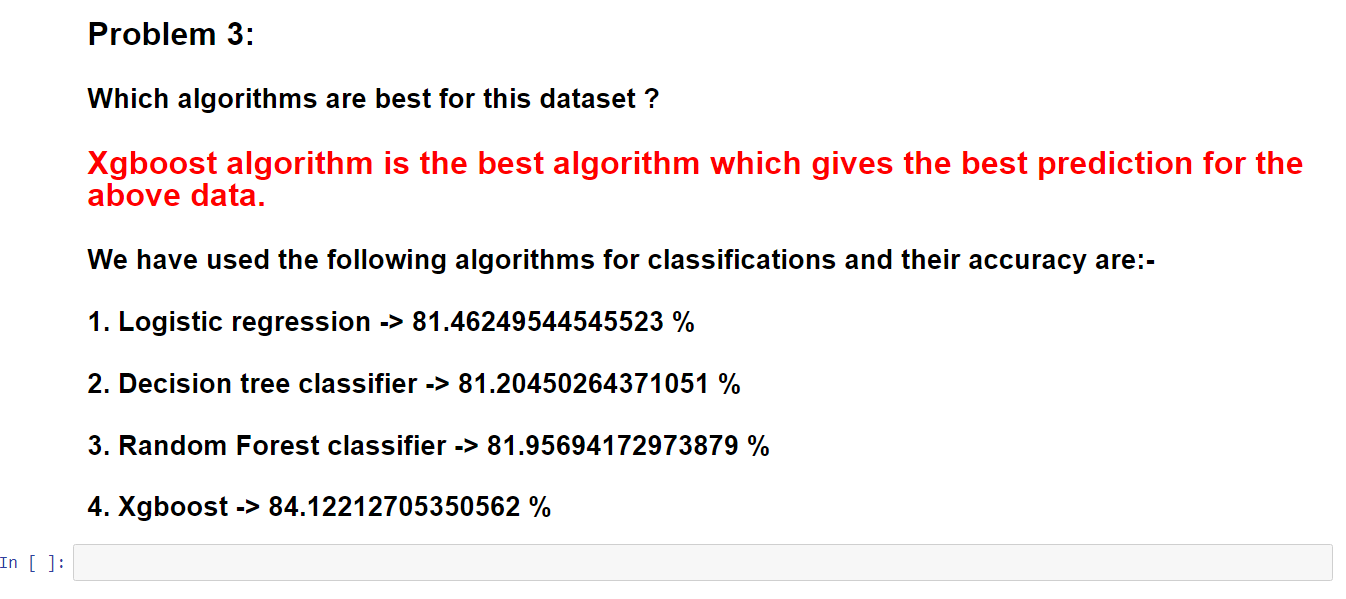 Problem 3:
Which algorithms are best for this dataset ?
Xgboost algorithm is the best algorithm which gives the best prediction for the
above data.
We have used the following algorithms for classifications and their accuracy are:-
1. Logistic regression -> 81.46249544545523 %
2. Decision tree classifier -> 81.20450264371051 %
3. Random Forest classifier -> 81.95694172973879 %
4. Xgboost -> 84.12212705350562 %
In [ ]: